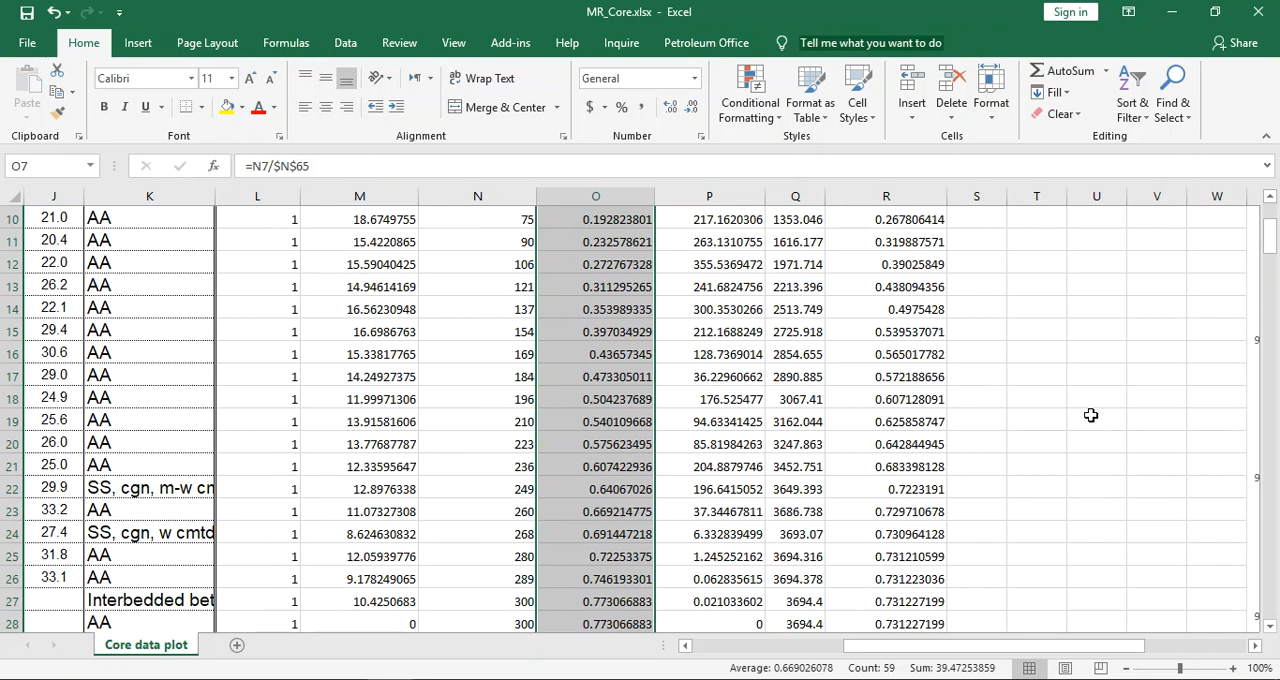 MR_Core.xlsx - Excel
Sign in
File Home Insert Page Layout Formulas Data Review View Add-ins Help Inquire Petroleum Office Tell me what you want to do Share
Paste
Calibri 11 A A
Wrap Text
General
AutoSum
Fill
Clear
B I U A
Merge & Center
$ % ,
Conditional Formatting
Format as Table
Cell Styles
Insert Delete Format
Sort & Filter
Find & Select
Clipboard Font Alignment Number Styles Cells Editing
O7 fx =N7/$N$65
J K L M N O P Q R S T U V W
10 21.0 AA 1 18.6749755 75 0.192823801 217.1620306 1353.046 0.267806414
11 20.4 AA 1 15.4220865 90 0.232578621 263.1310755 1616.177 0.319887571
12 22.0 AA 1 15.59040425 106 0.272767328 355.5369472 1971.714 0.39025849
13 26.2 AA 1 14.94614169 121 0.311295265 241.6824756 2213.396 0.438094356
14 22.1 AA 1 16.56230948 137 0.353989335 300.3530266 2513.749 0.4975428
15 29.4 AA 1 16.6986763 154 0.397034929 212.1688249 2725.918 0.539537071
16 30.6 AA 1 15.33817765 169 0.43657345 128.7369014 2854.655 0.565017782 9
17 29.0 AA 1 14.24927375 184 0.473305011 36.22960662 2890.885 0.572188656
18 24.9 AA 1 11.99971306 196 0.504237689 176.525477 3067.41 0.607128091
19 25.6 AA 1 13.91581606 210 0.540109668 94.63341425 3162.044 0.625858747
20 26.0 AA 1 13.77687787 223 0.575623495 85.81984263 3247.863 0.642844945
21 25.0 AA 1 12.33595647 236 0.607422936 204.8879746 3452.751 0.683398128
22 29.9 SS, cgn, m-w cn 1 12.8976338 249 0.64067026 196.6415052 3649.393 0.7223191 9
23 33.2 AA 1 11.07327308 260 0.669214775 37.34467811 3686.738 0.729710678
24 27.4 SS, cgn, w cmtd 1 8.624630832 268 0.691447218 6.332839499 3693.07 0.730964128
25 31.8 AA 1 12.05939776 280 0.72253375 1.245252162 3694.316 0.731210599
26 33.1 AA 1 9.178249065 289 0.746193301 0.062835615 3694.378 0.731223036
27 Interbedded bet 1 10.4250683 300 0.773066883 0.021033602 3694.4 0.731227199
28 AA 1 0 300 0.773066883 0 3694.4 0.731227199 9
Core data plot
Average: 0.669026078 Count: 59 Sum: 39.47253859 100%